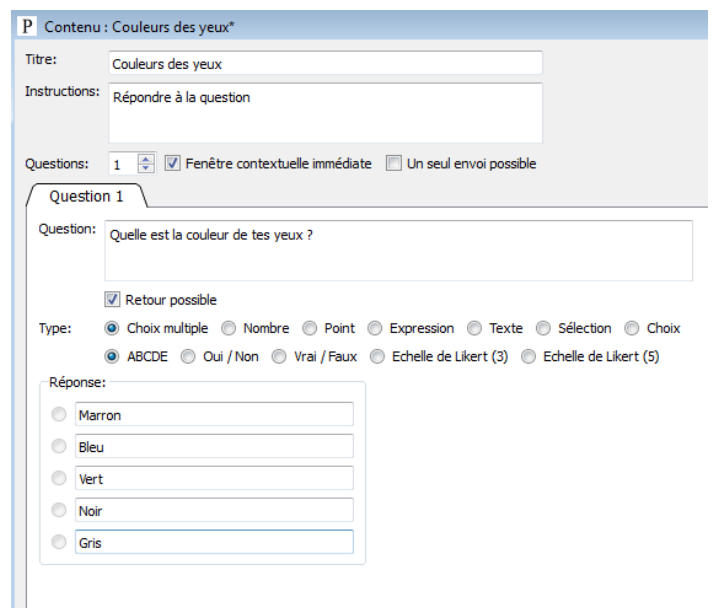 P Contenu : Couleurs des yeux*
Titre: Couleurs des yeux
Instructions: Répondre à la question
Questions: 1 Fenêtre contextuelle immédiate Un seul envoi possible
Question 1
Question: Quelle est la couleur de tes yeux ?
Retour possible
Type: Choix multiple Nombre Point Expression Texte Sélection Choix
ABCDE Oui / Non Vrai / Faux Echelle de Likert (3) Echelle de Likert (5)
Réponse:
Marron
Bleu
Vert
Noir
Gris